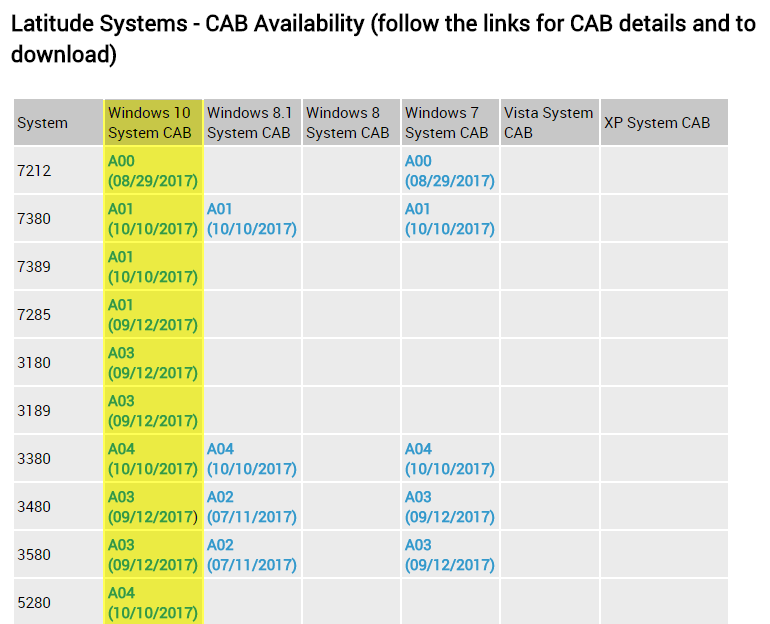 Latitude Systems - CAB Availability (follow the links for CAB details and to
download)
System
Windows 10
System CAB
Windows 8.1
System CAB
Windows 8
System CAB
Windows 7
System CAB
Vista System
CAB
XP System CAB
7212
A00
(08/29/2017)
A00
(08/29/2017)
7380
A01
(10/10/2017)
A01
(10/10/2017)
A01
(10/10/2017)
7389
A01
(10/10/2017)
7285
A01
(09/12/2017)
3180
A03
(09/12/2017)
3189
A03
(09/12/2017)
3380
A04
(10/10/2017)
A04
(10/10/2017)
A04
(10/10/2017)
3480
A03
(09/12/2017)
A02
(07/11/2017)
A03
(09/12/2017)
3580
A03
(09/12/2017)
A02
(07/11/2017)
A03
(09/12/2017)
5280
A04
(10/10/2017)